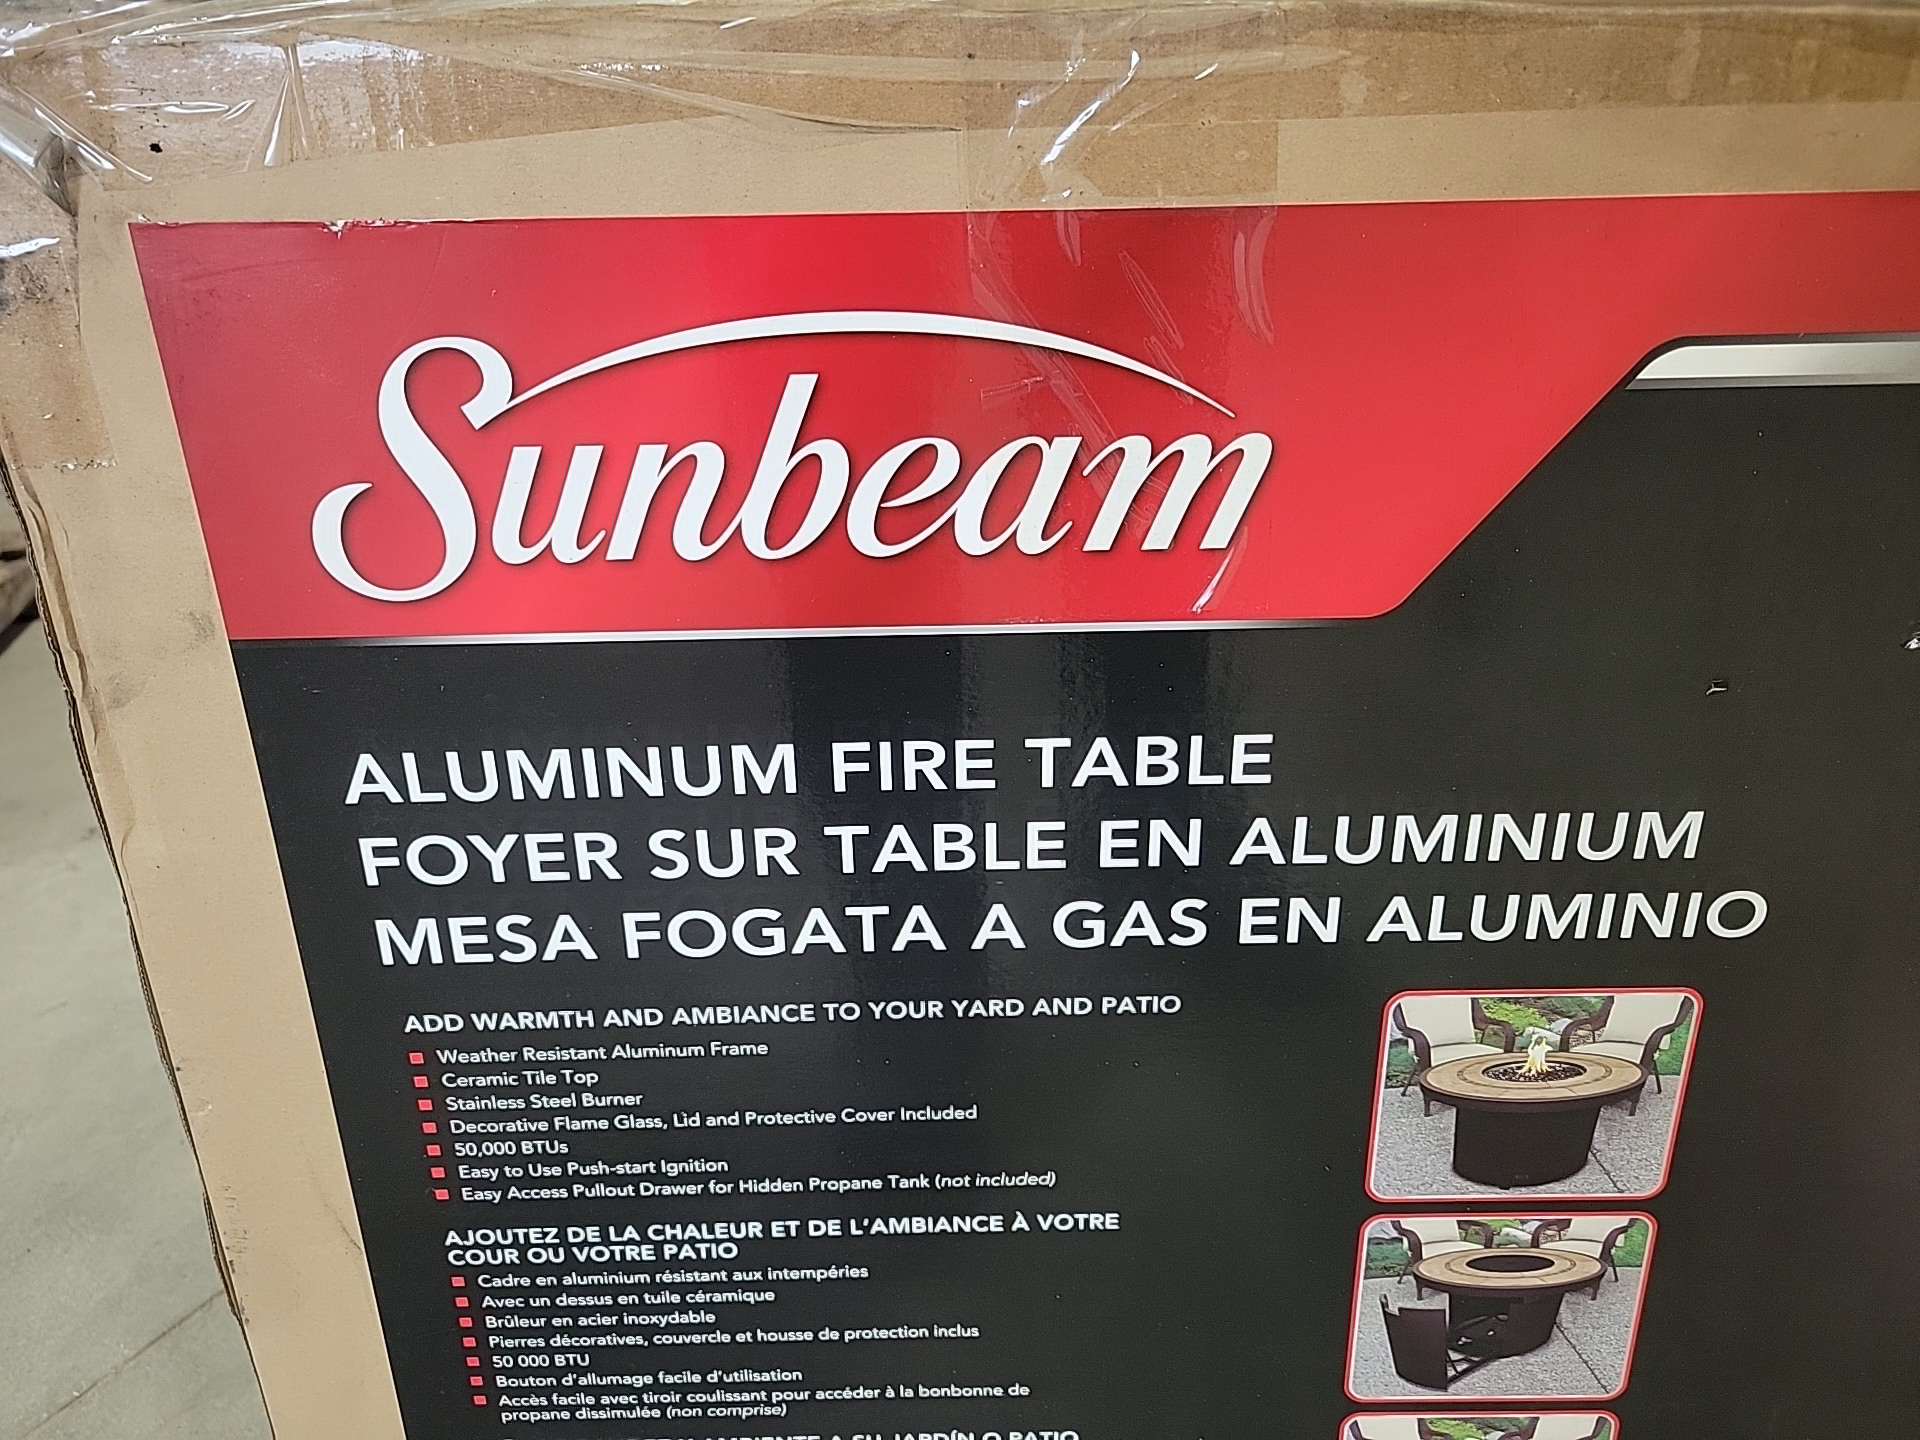 Sunbeam
ALUMINUM FIRE TABLE
FOYER SUR TABLE EN ALUMINIUM
MESA FOGATA A GAS EN ALUMINIO
ADD WARMTH AND AMBIANCE TO YOUR YARD AND PATIO
Weather Resistant Aluminum Frame
Ceramic Tile Top
Stainless Steel Burner
Decorative Flame Glass, Lid and Protective Cover Included
50,000 BTUs
Easy to Use Push-start Ignition
Easy Access Pullout Drawer for Hidden Propane Tank (not included)
AJOUTEZ DE LA CHALEUR ET DE L'AMBIANCE À VOTRE
COUR OU VOTRE PATIO
Cadre en aluminium résistant aux intempéries
Avec un dessus en tuile céramique
Brûleur en acier inoxydable
Pierres décoratives, couvercle et housse de protection inclus
50 000 BTU
Bouton d'allumage facile d'utilisation
Accès facile avec tiroir coulissant pour accéder à la bonbonne de
propane dissimulée (non comprise)
AMBIENTE A SU JARDÍN O PATIO